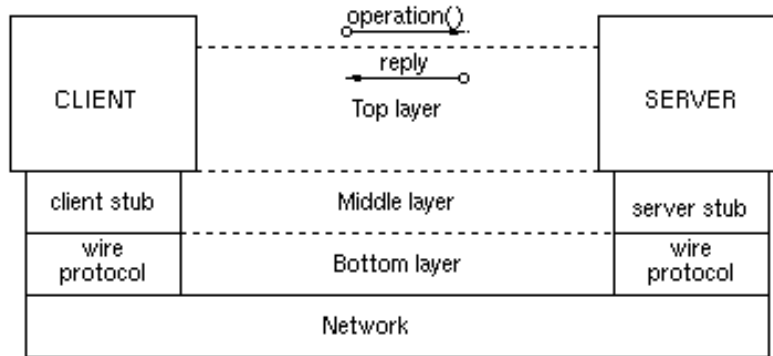 operation()
reply
CLIENT
Top layer
SERVER
client stub
Middle layer
server stub
wire
protocol
Bottom layer
wire
protocol
Network